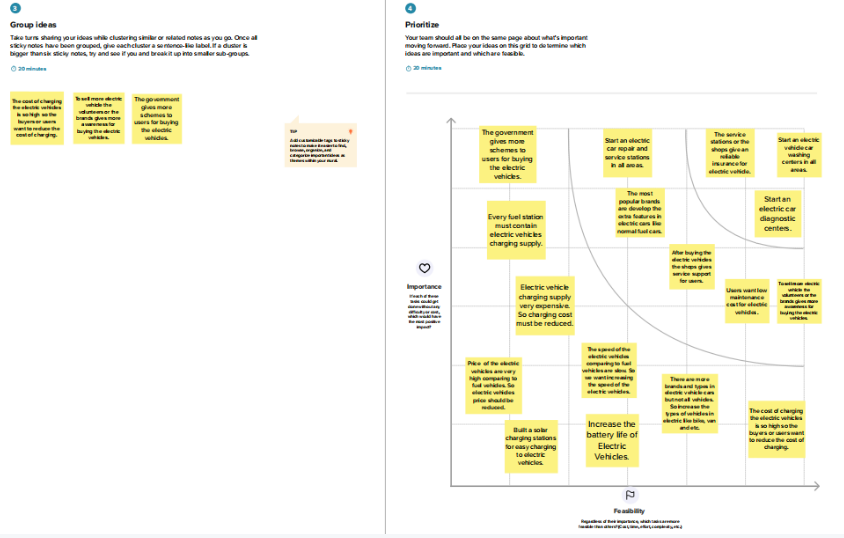 3
Group ideas
Take turns sharing your ideas while clustering similar or related notes as you go. Once all
sticky notes have been grouped, give each cluster a sentence-like label. If a cluster is
bigger than six sticky notes, try and see if you and break it up into smaller sub-groups.
20 minutes
The cost of charging
the electric vehicles
is so high so the
buyers or users
want to reduce the
cost of charging.
To sell more electric
vehicle the
volunteers or the
brands gives more
awareness for
buying the electric
vehicles.
The government
gives more
schemes to
users for buying
the electric
vehicles.
TIP
Add customizable tags to sticky
notes to make it easier to find,
browse, organize, and
categorize important ideas as
themes within your mural.
4
Prioritize
Your team should all be on the same page about what's important
moving forward. Place your ideas on this grid to determine which
ideas are important and which are feasible.
20 minutes
Importance
If each of these
tasks could get
done without any
difficulty or cost,
which would have
the most positive
impact?
The government
gives more
schemes to
users for buying
the electric
vehicles.
Start an electric
car repair and
service stations
in all areas.
The service
stations or the
shops give an
reliable
insurance for
electric vehicle.
Start an electric
vehicle car
washing
centers in all
areas.
The most
popular brands
are develop the
extra features in
electric cars like
normal fuel cars.
Start an
electric car
diagnostic
centers.
Every fuel station
must contain
electric vehicles
charging supply.
After buying the
electric vehicles
the shops gives
service support
for users.
Electric vehicle
charging supply
very expensive.
So charging cost
must be reduced.
Users want low
maintenance
cost for electric
vehicles.
To sell more electric
vehicle the
volunteers or the
brands gives more
awareness for
buying the electric
vehicles.
Price of the electric
vehicles are very
high comparing to
fuel vehicles. So
electric vehicles
price should be
reduced.
The speed of the
electric vehicles
comparing to fuel
vehicles are slow. So
we want increasing
the speed of the
electric vehicles.
There are more
brands and types in
electric vehicle cars
but not all vehicles.
So increase the
types of vehicles in
electric like bike, van
and etc.
The cost of charging
the electric vehicles
is so high so the
buyers or users want
to reduce the cost of
charging.
Built a solar
charging stations
for easy charging
to electric
vehicles.
Increase the
battery life of
Electric
Vehicles.
Feasibility
Regardless of their importance, which tasks are more
feasible than others? (Cost, time, effort, complexity, etc.)